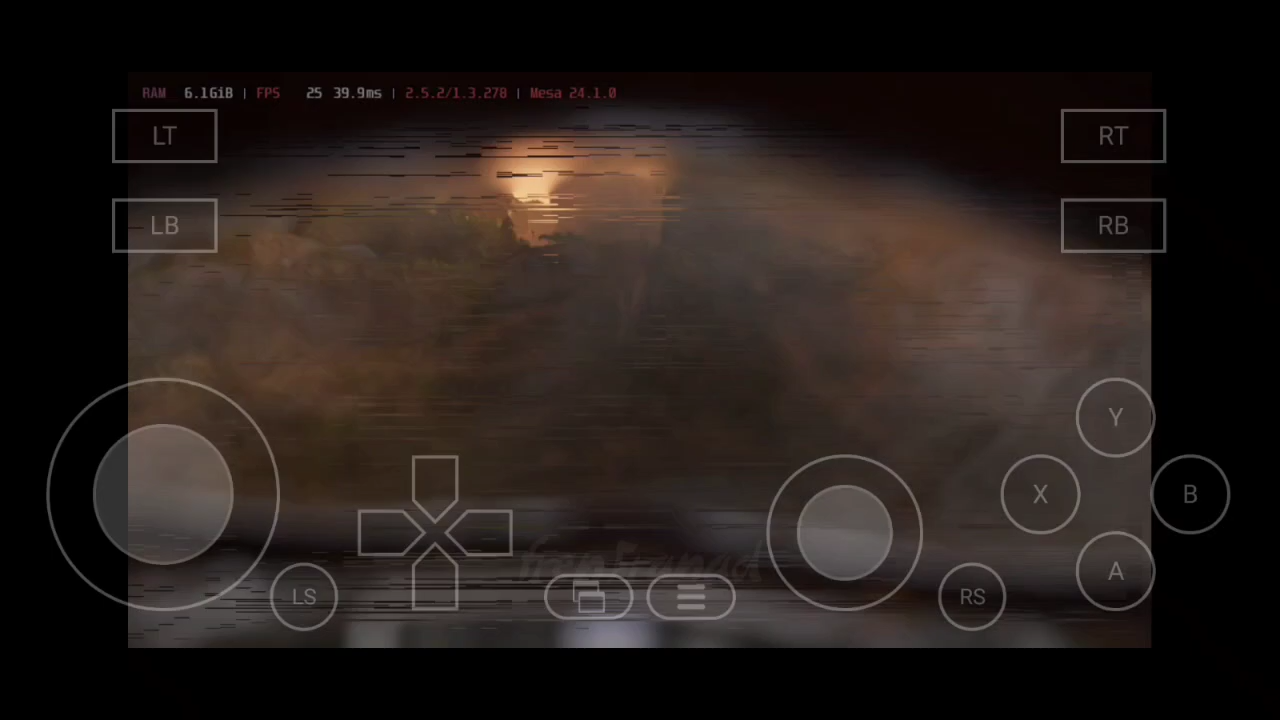 RAM 6.1GiB | FPS 25 39.9ms | 2.5.2/1.3.278 | Mesa 24.1.0
LT
RT
LB
RB
Y
X
B
A
LS
RS